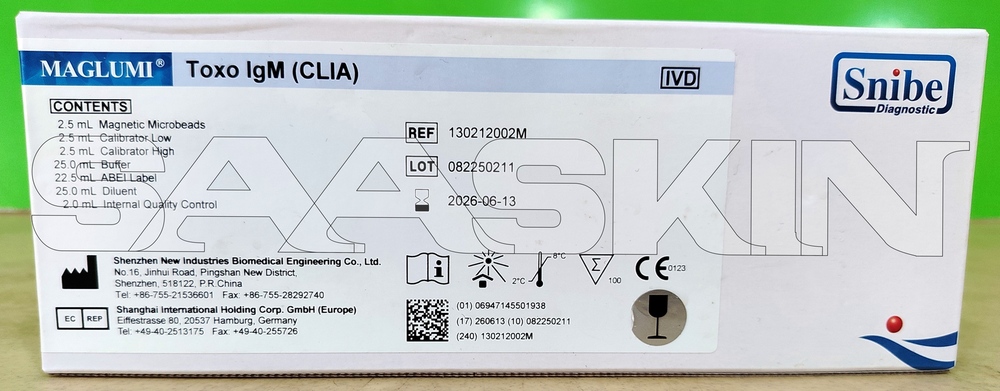 MAGLUMI® Toxo IgM (CLIA)
IVD
Snibe
Diagnostic
CONTENTS
2.5 mL Magnetic Microbeads
2.5 mL Calibrator Low
2.5 mL Calibrator High
25.0 mL Buffer
22.5 mL ABEI Label
25.0 mL Diluent
2.0 mL Internal Quality Control
REF 130212002M
LOT 082250211
2026-06-13
SAASKIN
Shenzhen New Industries Biomedical Engineering Co., Ltd.
No.16, Jinhui Road, Pingshan New District,
Shenzhen, 518122, P.R.China
Tel: +86-755-21536601 Fax: +86-755-28292740
EC REP
Shanghai International Holding Corp. GmbH (Europe)
Eiffestrasse 80, 20537 Hamburg, Germany
Tel: +49-40-2513175 Fax: +49-40-255726
i
2°C 8°C
Σ 100
CE 0123
(01) 06947145501938
(17) 260613 (10) 082250211
(240) 130212002M